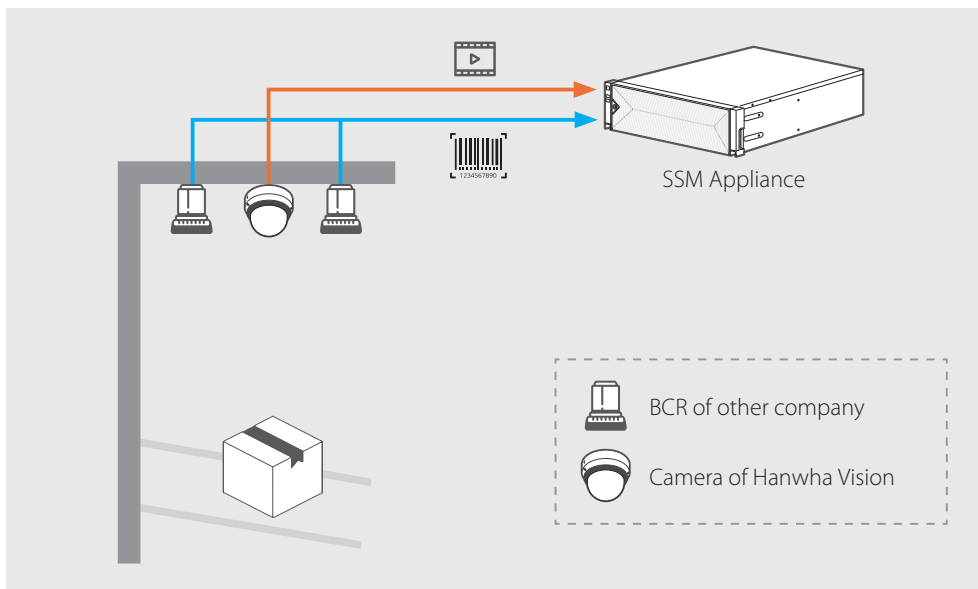 1234567890
SSM Appliance
BCR of other company
Camera of Hanwha Vision